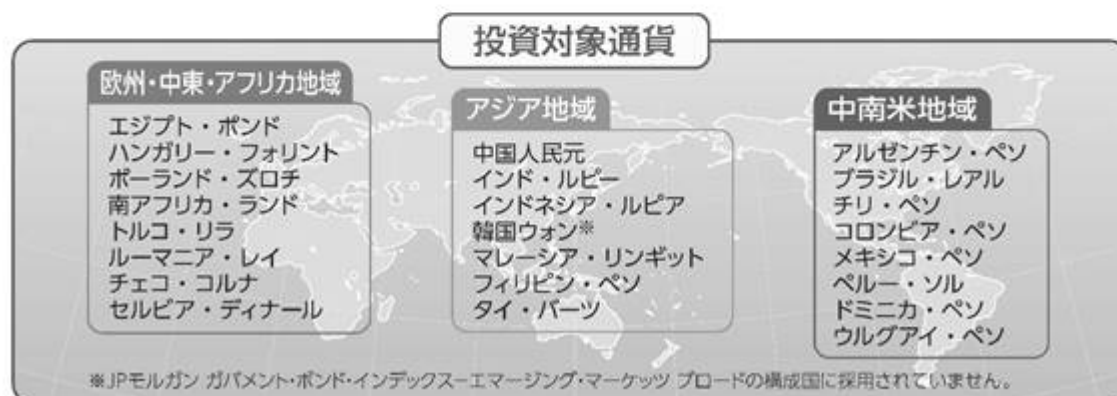 投資対象通貨
欧州・中東・アフリカ地域
エジプト・ポンド
ハンガリー・フォリント
ポーランド・ズロチ
南アフリカ・ランド
トルコ・リラ
ルーマニア・レイ
チェコ・コルナ
セルビア・ディナール
アジア地域
中国人民元
インド・ルピー
インドネシア・ルピア
韓国ウォン※
マレーシア・リンギット
フィリピン・ペソ
タイ・バーツ
中南米地域
アルゼンチン・ペソ
ブラジル・レアル
チリ・ペソ
コロンビア・ペソ
メキシコ・ペソ
ペルー・ソル
ドミニカ・ペソ
ウルグアイ・ペソ
※JPモルガン ガバメント・ボンド・インデックス－エマージング・マーケッツ ブロードの構成国に採用されていません。